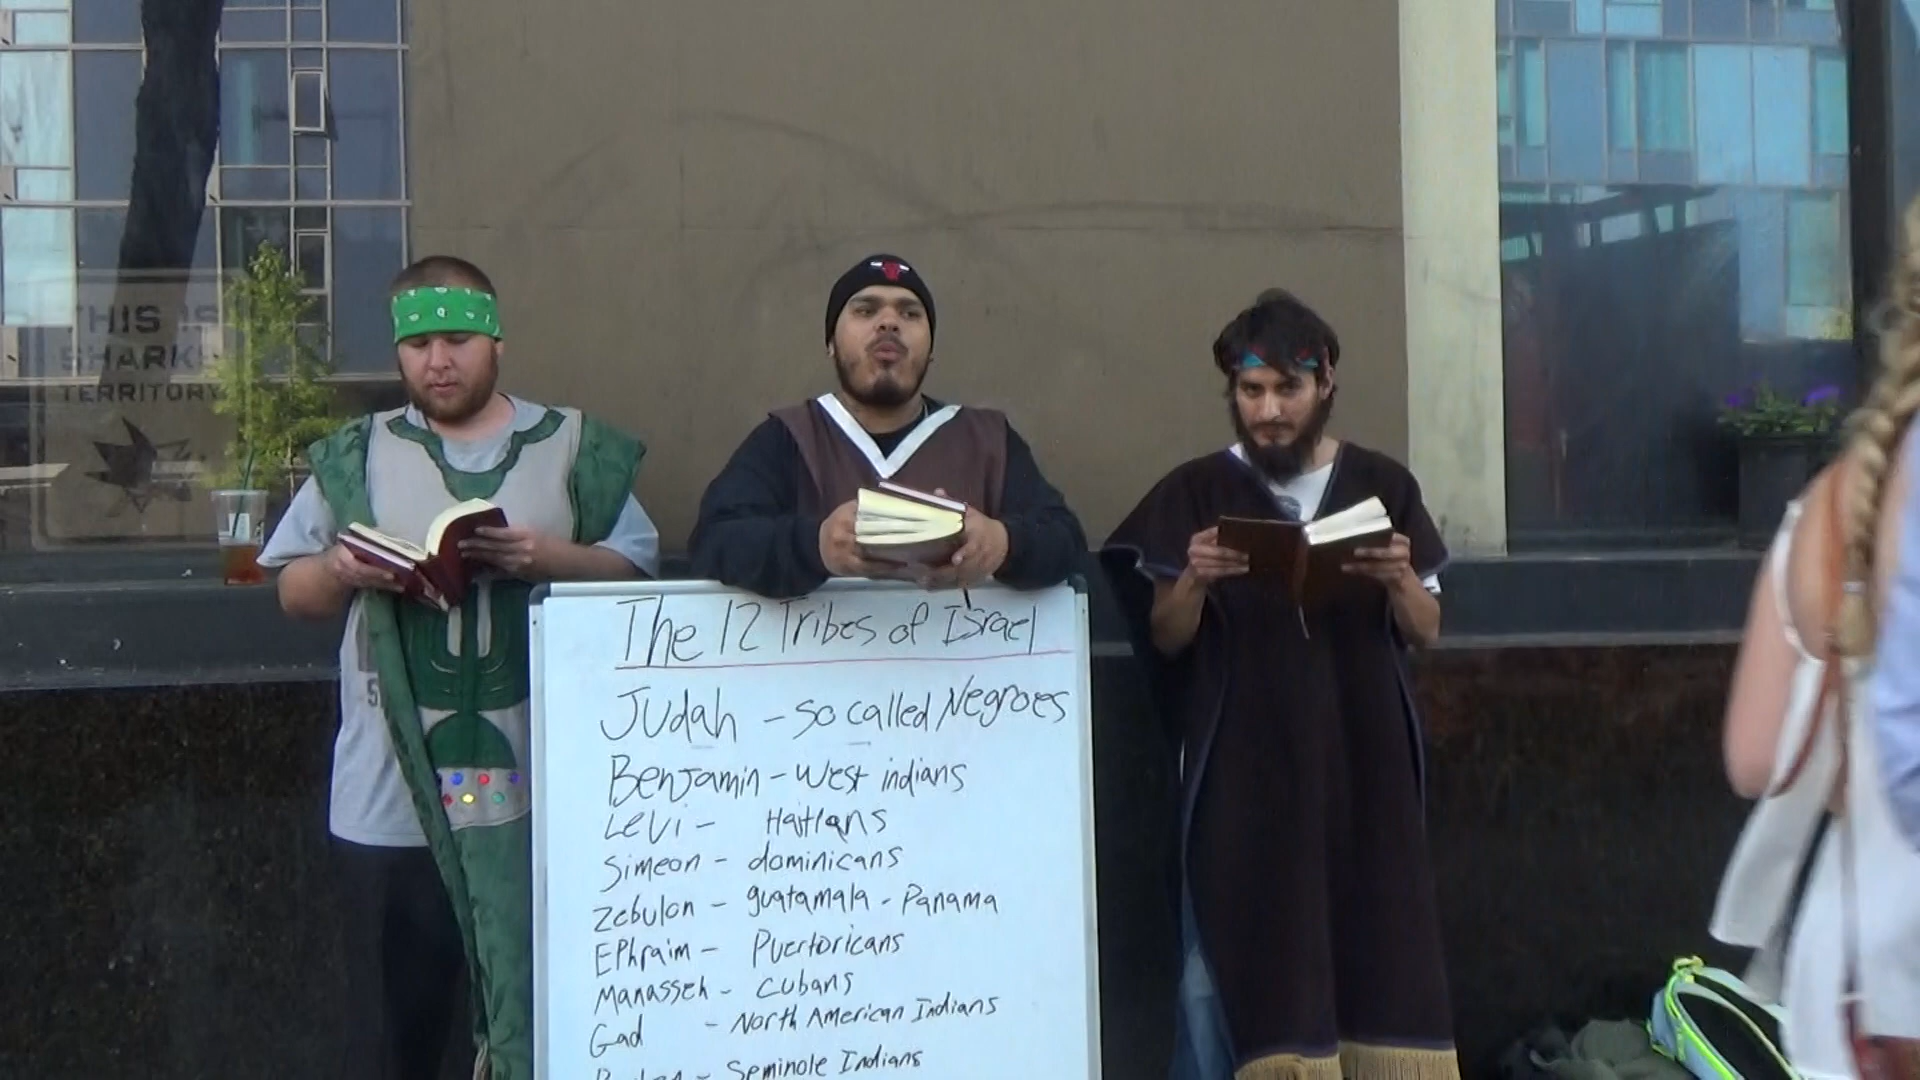 THIS IS
SHARKS
TERRITORY
The 12 Tribes of Israel
Judah - so called Negroes
Benjamin - West indians
Levi - Haitians
Simeon - dominicans
Zebulon - guatamala - Panama
Ephraim - Puertoricans
Manasseh - Cubans
Gad - North American Indians
- Seminole Indians